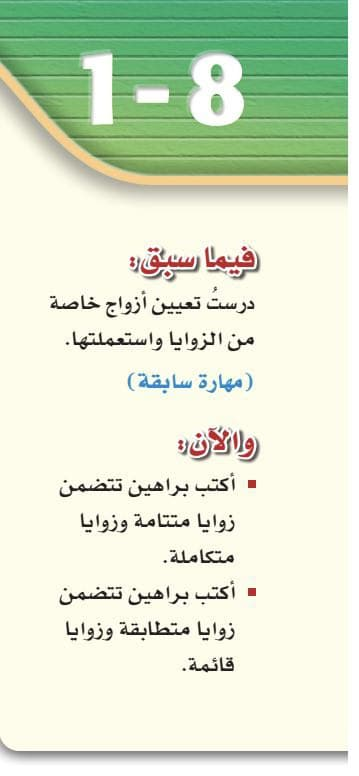 1-8
فيما سبق:
درستُ تعيين أزواج خاصة
من الزوايا واستعملتها.
(مهارة سابقة)
والآن:
▪ أكتب براهين تتضمن
زوايا متتامة وزوايا
متكاملة.
▪ أكتب براهين تتضمن
زوايا متطابقة وزوايا
قائمة.